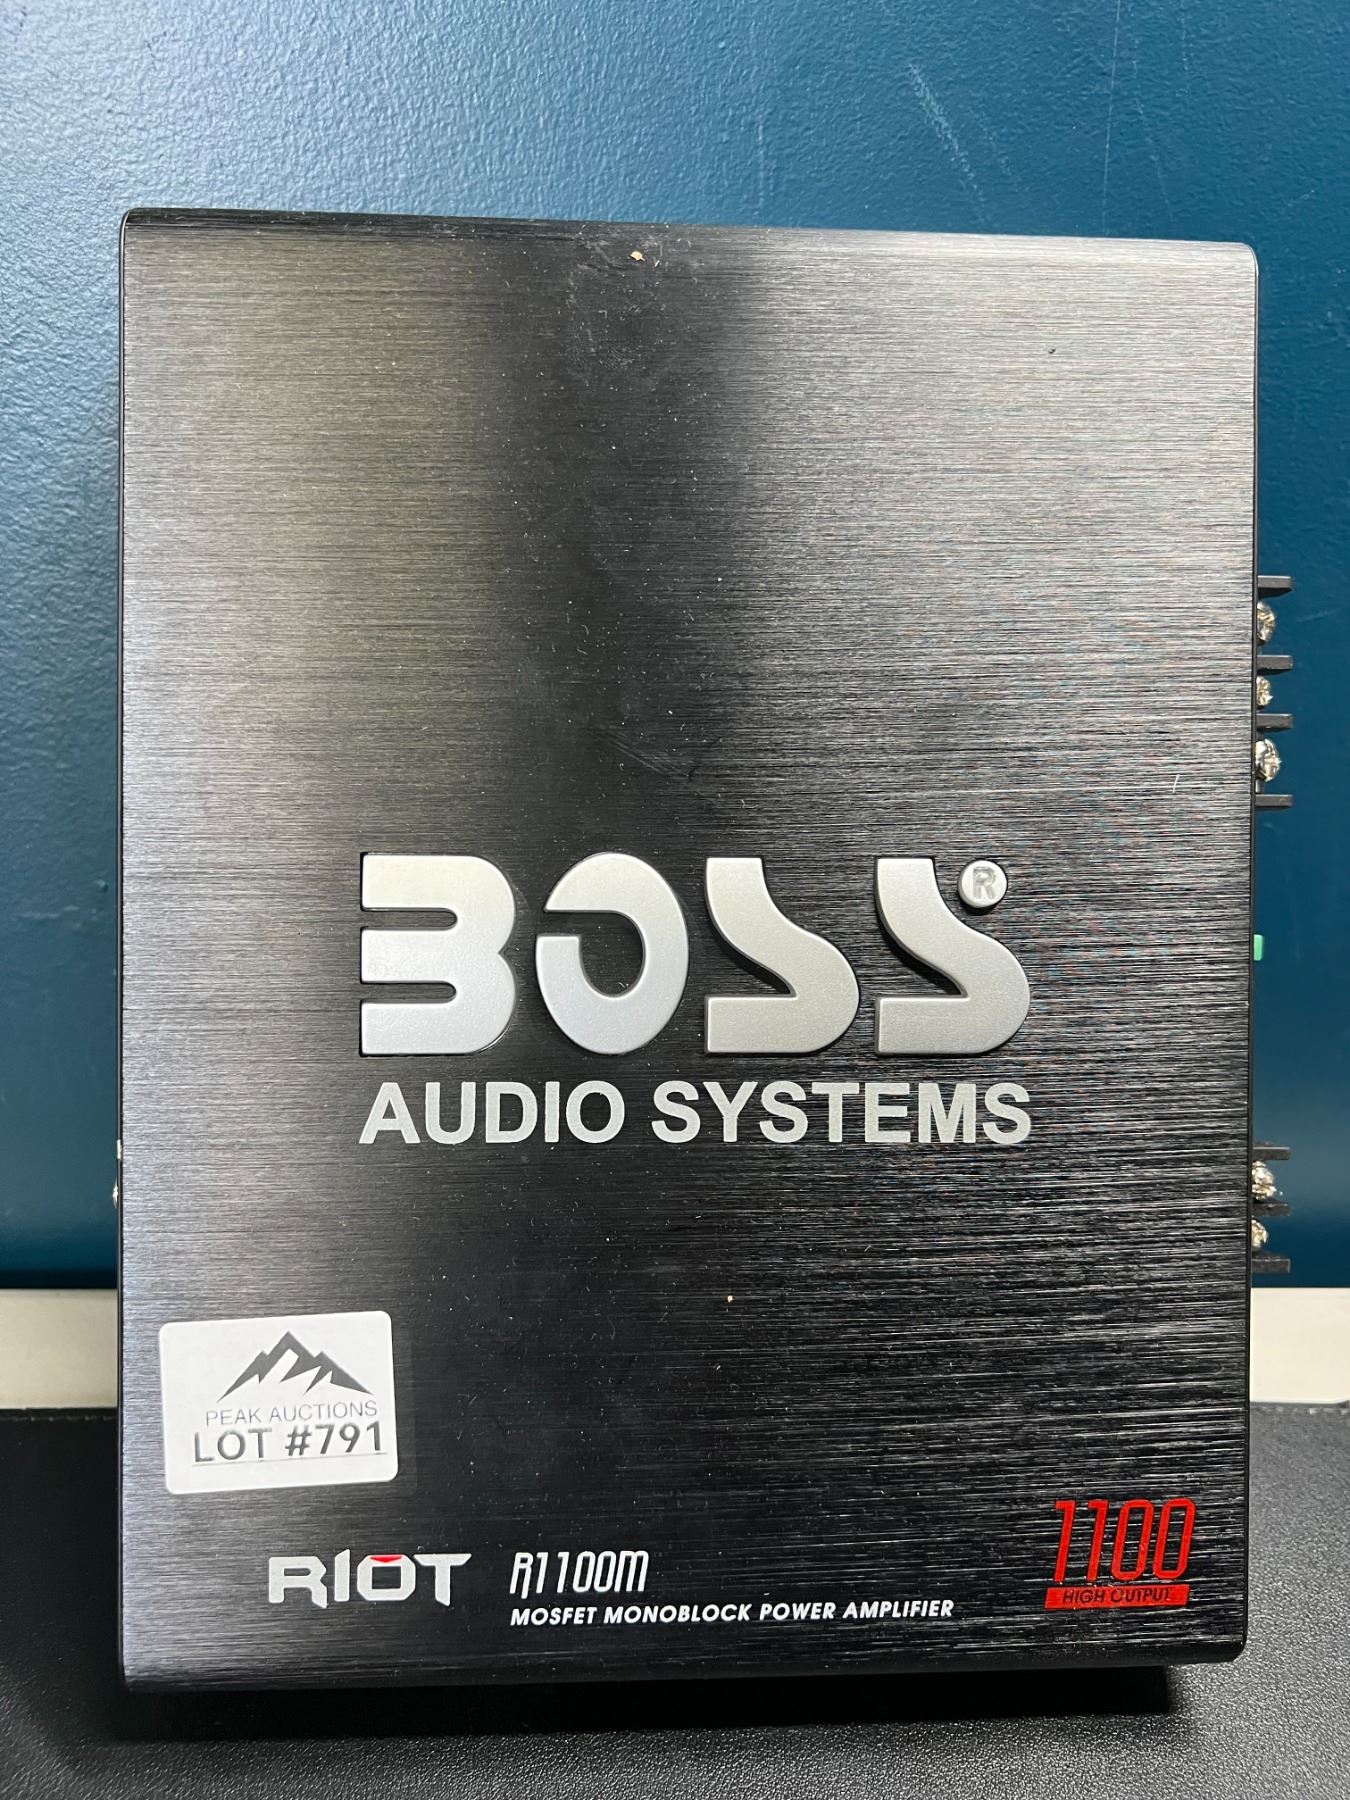 BOSS®
AUDIO SYSTEMS
PEAK AUCTIONS
LOT #791
RIOT R1100M
MOSFET MONOBLOCK POWER AMPLIFIER
1100
HIGH OUTPUT